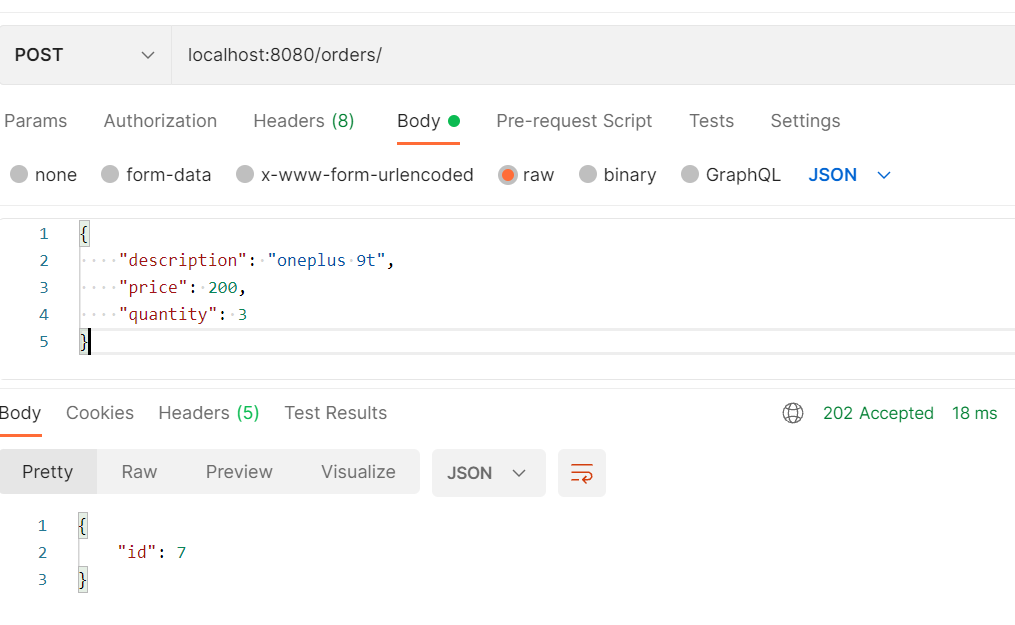 POST localhost:8080/orders/
Params Authorization Headers (8) Body Pre-request Script Tests Settings
none form-data x-www-form-urlencoded raw binary GraphQL JSON
1 {
2 "description": "oneplus 9t",
3 "price": 200,
4 "quantity": 3
5 }
Body Cookies Headers (5) Test Results 202 Accepted 18 ms
Pretty Raw Preview Visualize JSON
1 {
2 "id": 7
3 }